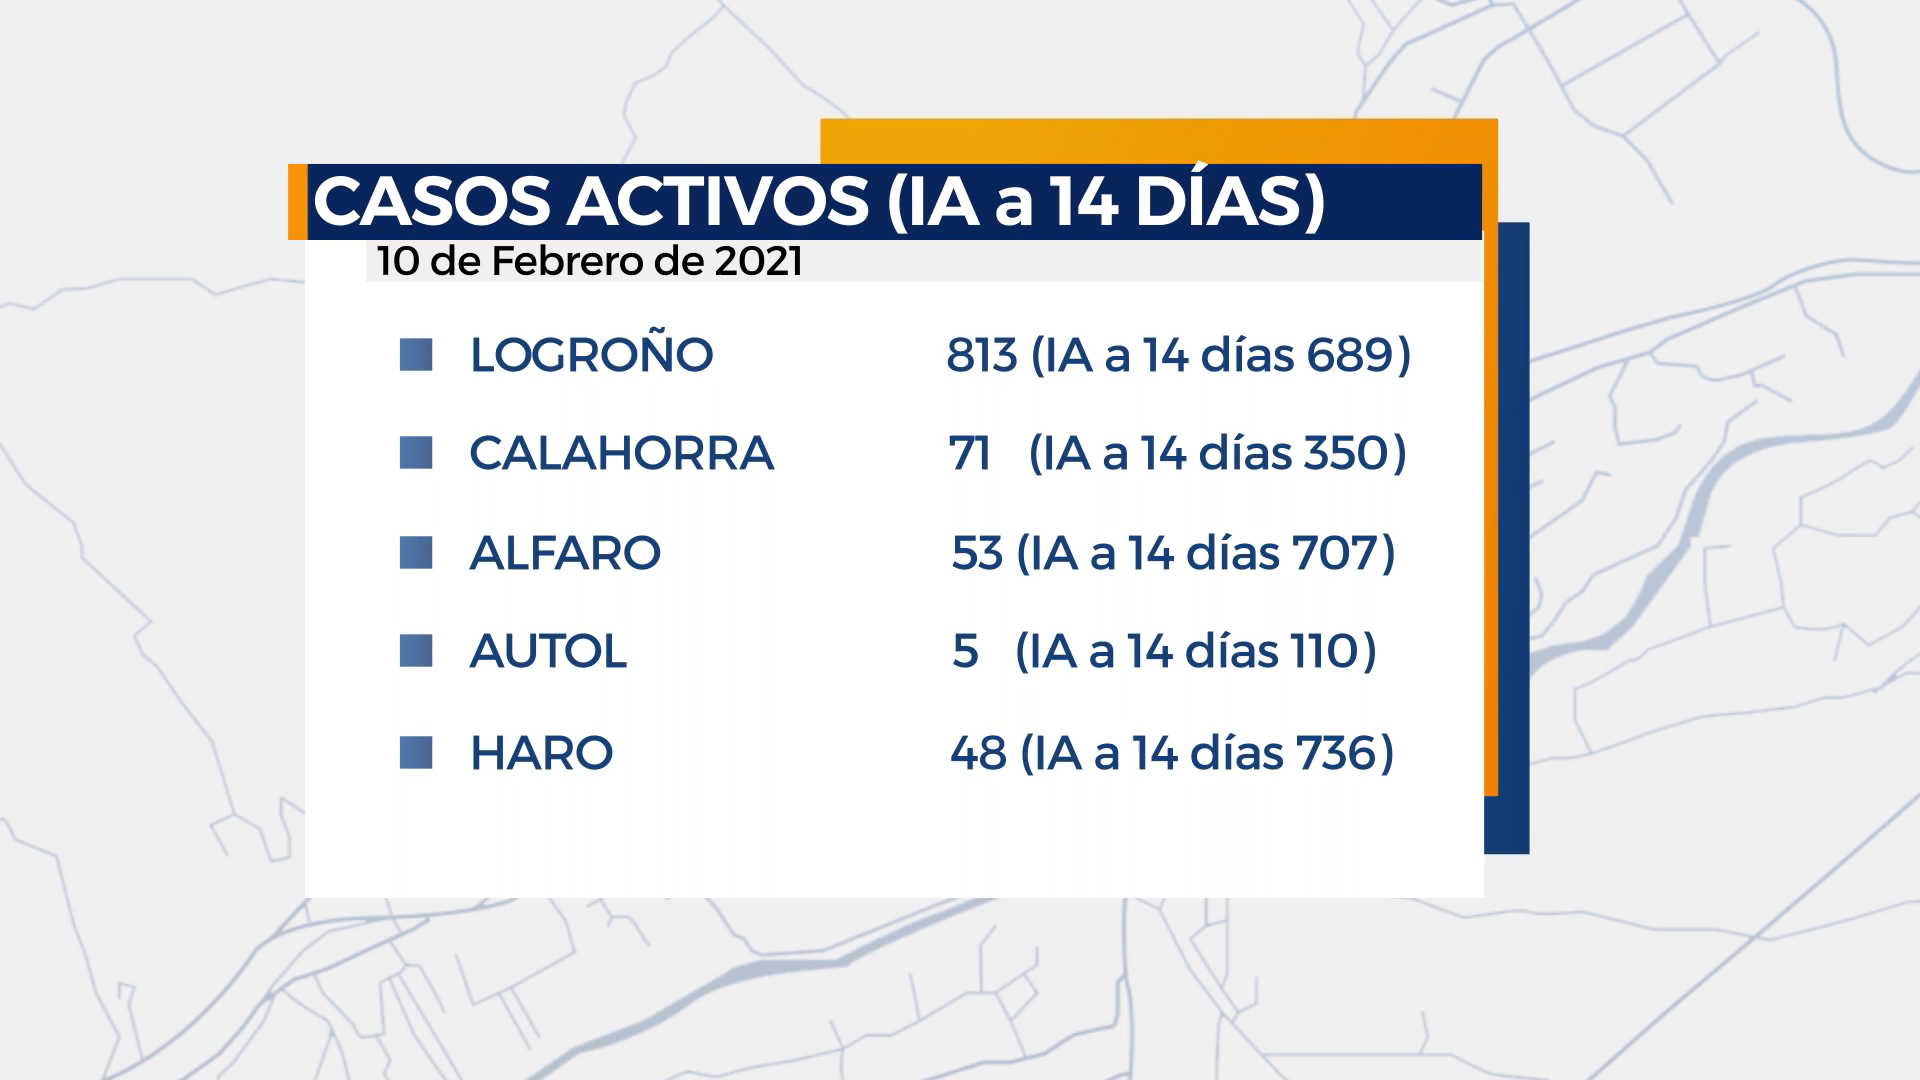 CASOS ACTIVOS (IA a 14 DÍAS)
10 de Febrero de 2021
LOGROÑO 813 (IA a 14 días 689)
CALAHORRA 71 (IA a 14 días 350)
ALFARO 53 (IA a 14 días 707)
AUTOL 5 (IA a 14 días 110)
HARO 48 (IA a 14 días 736)